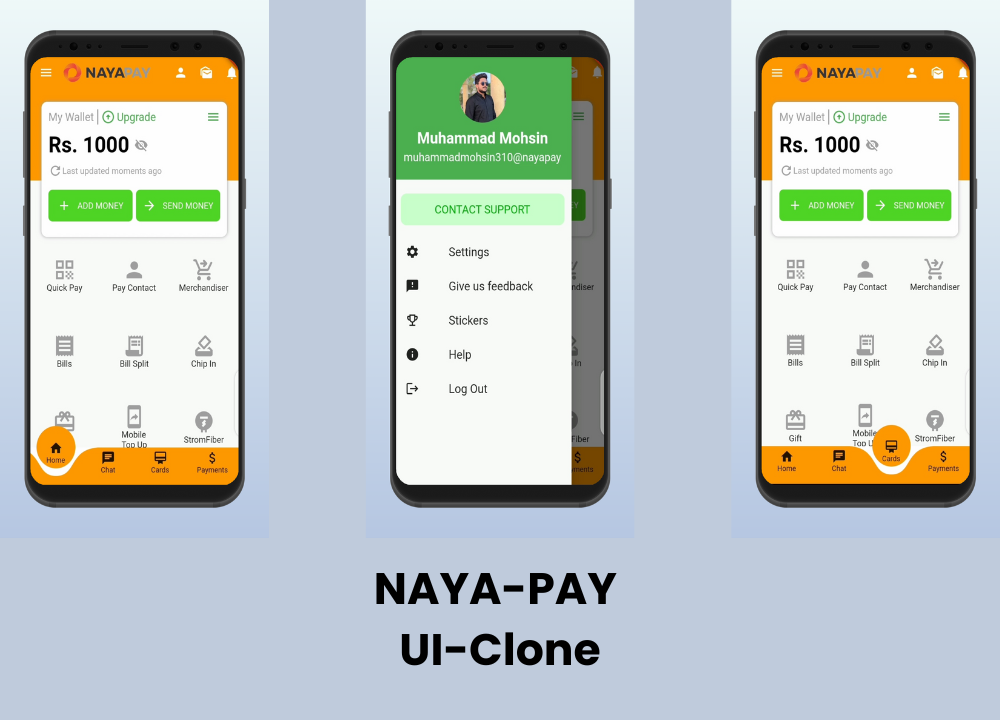 NAYAPAY
My Wallet | Upgrade
Rs. 1000
Last updated moments ago
ADD MONEY
SEND MONEY
Quick Pay
Pay Contact
Merchandiser
Bills
Bill Split
Chip In
Mobile
Top Up
StromFiber
Home
Chat
Cards
Payments
Muhammad Mohsin
muhammadmohsin310@nayapay
CONTACT SUPPORT
Settings
Give us feedback
Stickers
Help
Log Out
NAYAPAY
My Wallet | Upgrade
Rs. 1000
Last updated moments ago
ADD MONEY
SEND MONEY
Quick Pay
Pay Contact
Merchandiser
Bills
Bill Split
Chip In
Gift
Mobile
Top U
StromFiber
Home
Chat
Cards
Payments
NAYA-PAY
UI-Clone